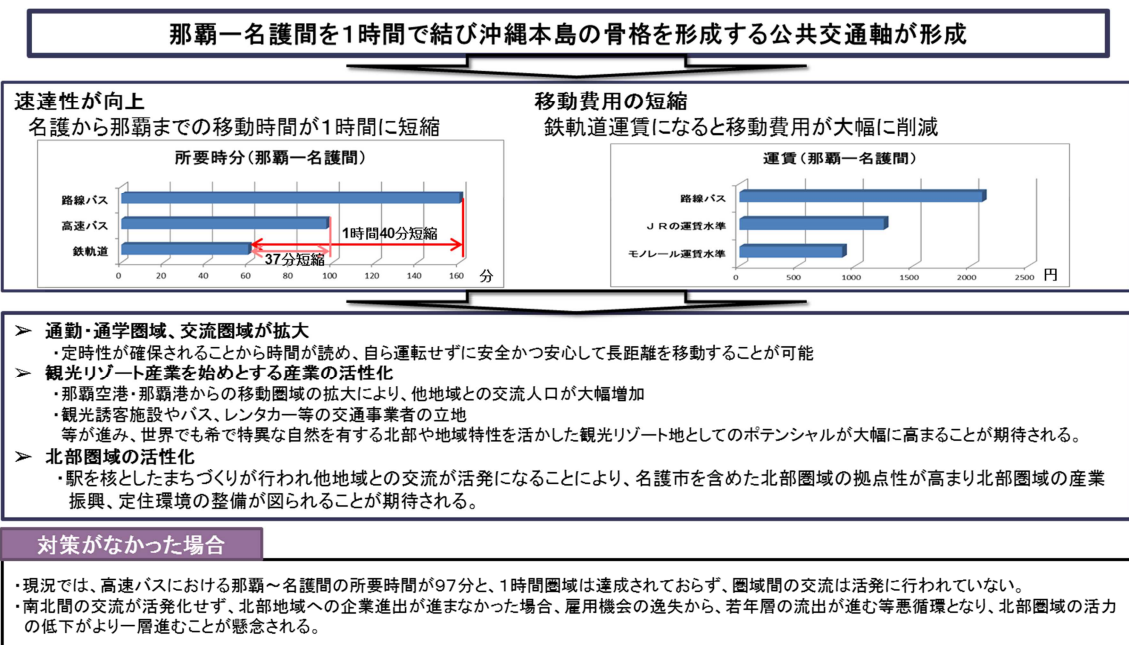 那覇ー名護間を1時間で結び沖縄本島の骨格を形成する公共交通軸が形成
速達性が向上
名護から那覇までの移動時間が1時間に短縮
所要時分(那覇ー名護間)
路線バス
高速バス
鉄軌道
1時間40分短縮
37分短縮
0 20 40 60 80 100 120 140 160 分
移動費用の短縮
鉄軌道運賃になると移動費用が大幅に削減
運賃(那覇ー名護間)
路線バス
JRの運賃水準
モノレール運賃水準
0 500 1000 1500 2000 2500 円
➢ 通勤・通学圏域、交流圏域が拡大
・定時性が確保されることから時間が読め、自ら運転せずに安全かつ安心して長距離を移動することが可能
➢ 観光リゾート産業を始めとする産業の活性化
・那覇空港・那覇港からの移動圏域の拡大により、他地域との交流人口が大幅増加
・観光誘客施設やバス、レンタカー等の交通事業者の立地
等が進み、世界でも希で特異な自然を有する北部や地域特性を活かした観光リゾート地としてのポテンシャルが大幅に高まることが期待される。
➢ 北部圏域の活性化
・駅を核としたまちづくりが行われ他地域との交流が活発になることにより、名護市を含めた北部圏域の拠点性が高まり北部圏域の産業
振興、定住環境の整備が図られることが期待される。
対策がなかった場合
・現況では、高速バスにおける那覇～名護間の所要時間が97分と、1時間圏域は達成されておらず、圏域間の交流は活発に行われていない。
・南北間の交流が活発化せず、北部地域への企業進出が進まなかった場合、雇用機会の逸失から、若年層の流出が進む等悪循環となり、北部圏域の活力
の低下がより一層進むことが懸念される。